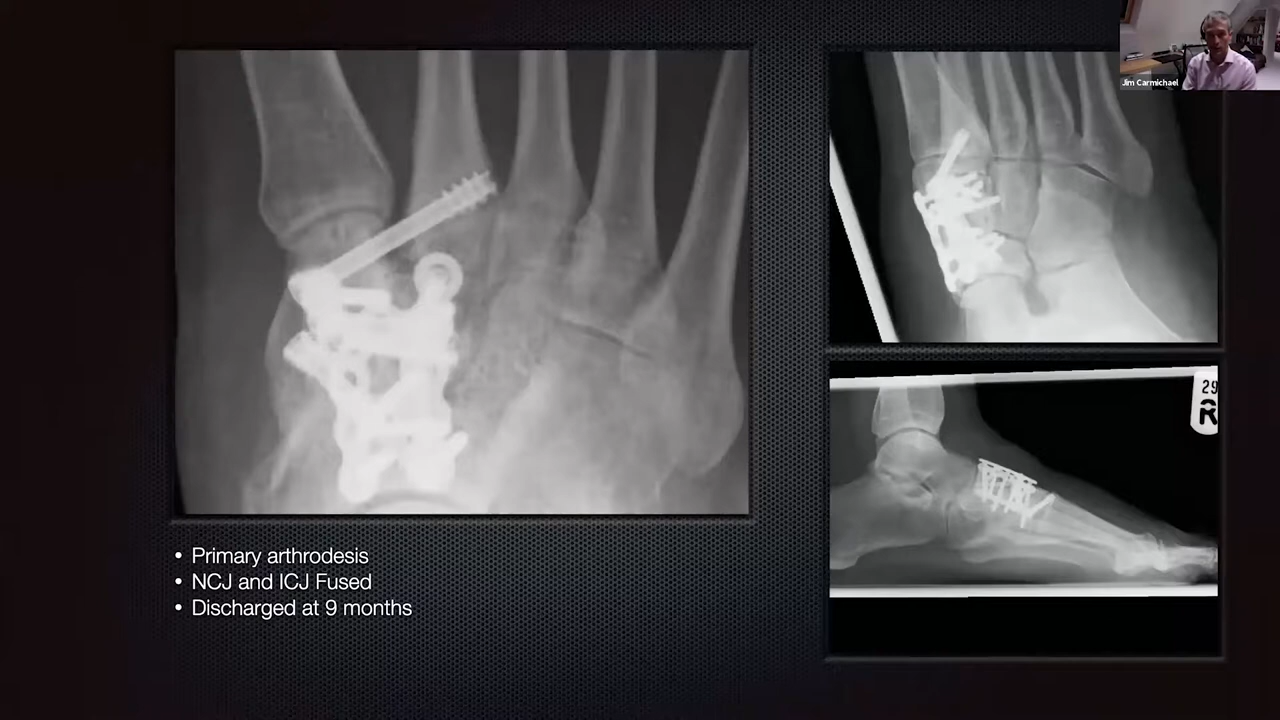 Jim Carmichael
29
R
• Primary arthrodesis
• NCJ and ICJ Fused
• Discharged at 9 months